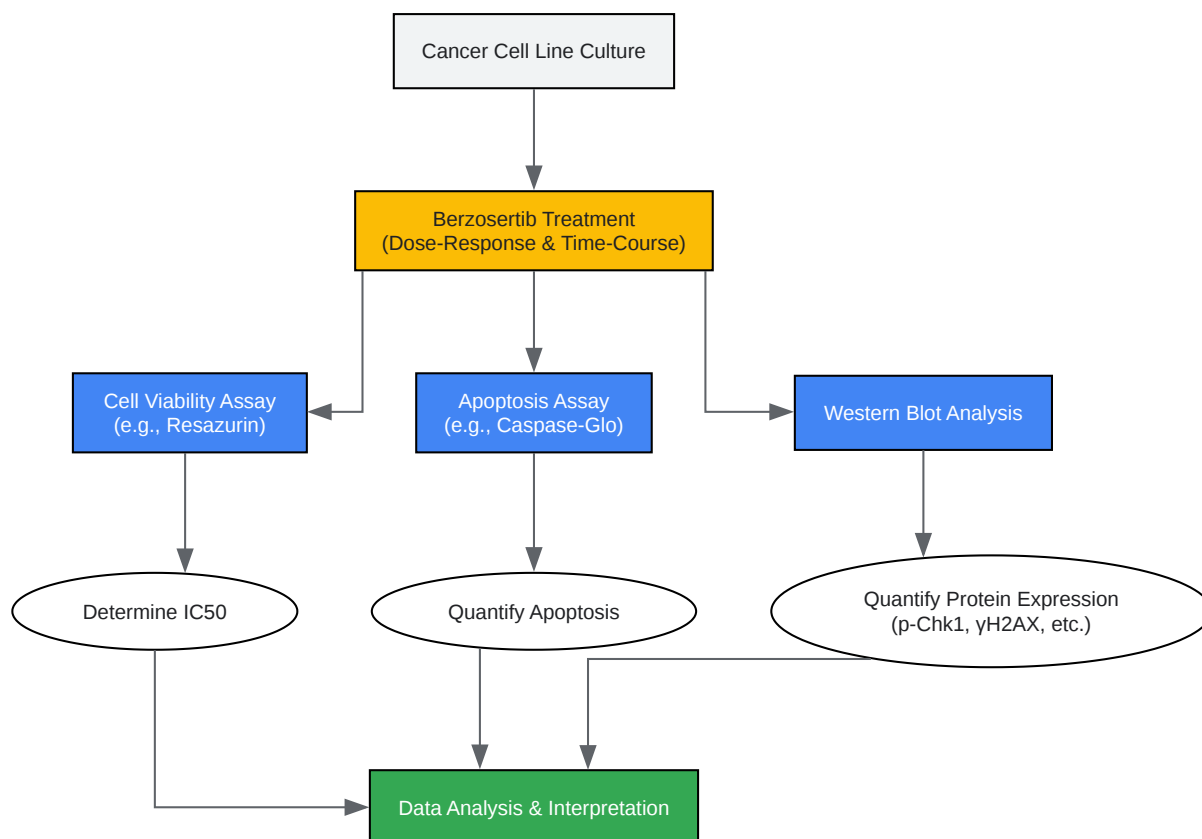 Cancer Cell Line Culture
Berzosertib Treatment
(Dose-Response & Time-Course)
Cell Viability Assay
(e.g., Resazurin)
Apoptosis Assay
(e.g., Caspase-Glo)
Western Blot Analysis
Determine IC50
Quantify Apoptosis
Quantify Protein Expression
(p-Chk1, γH2AX, etc.)
Data Analysis & Interpretation